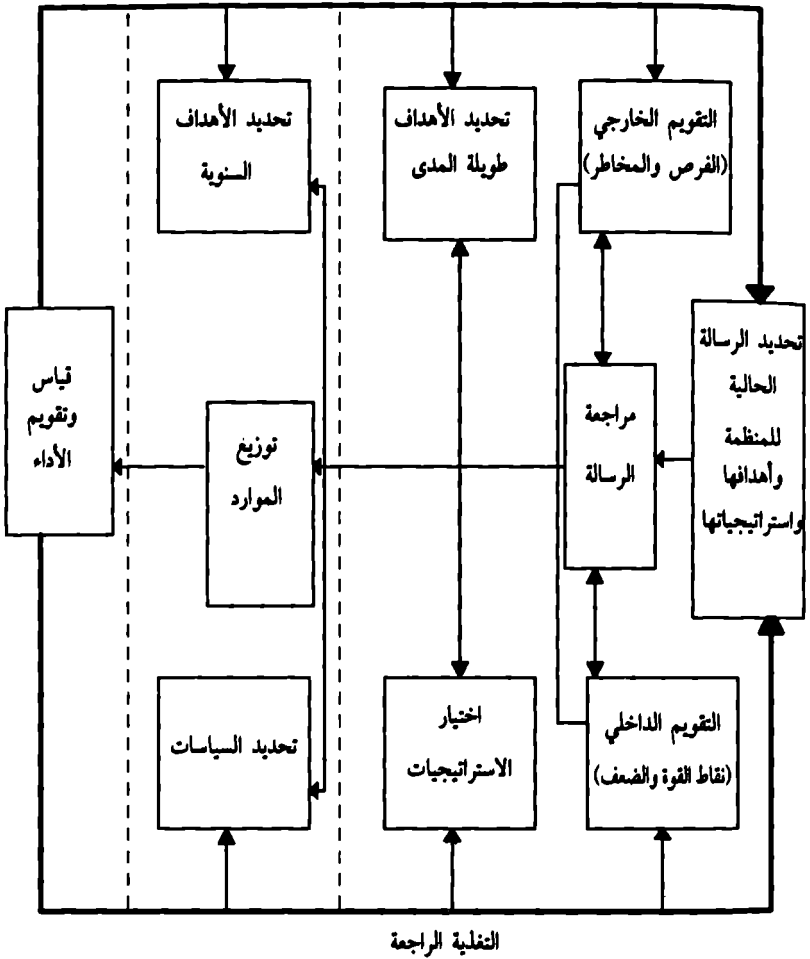 التقويم الخارجي
(الفرص والمخاطر)
تحديد الأهداف
طويلة المدى
تحديد الأهداف
السنوية
تحديد الرسالة
الحالية
للمنظمة
وأهدافها
واستراتيجياتها
مراجعة
الرسالة
توزيع
الموارد
قياس
وتقويم
الأداء
التقويم الداخلي
(نقاط القوة والضعف)
اختيار
الاستراتيجيات
تحديد السياسات
التغذية الراجعة